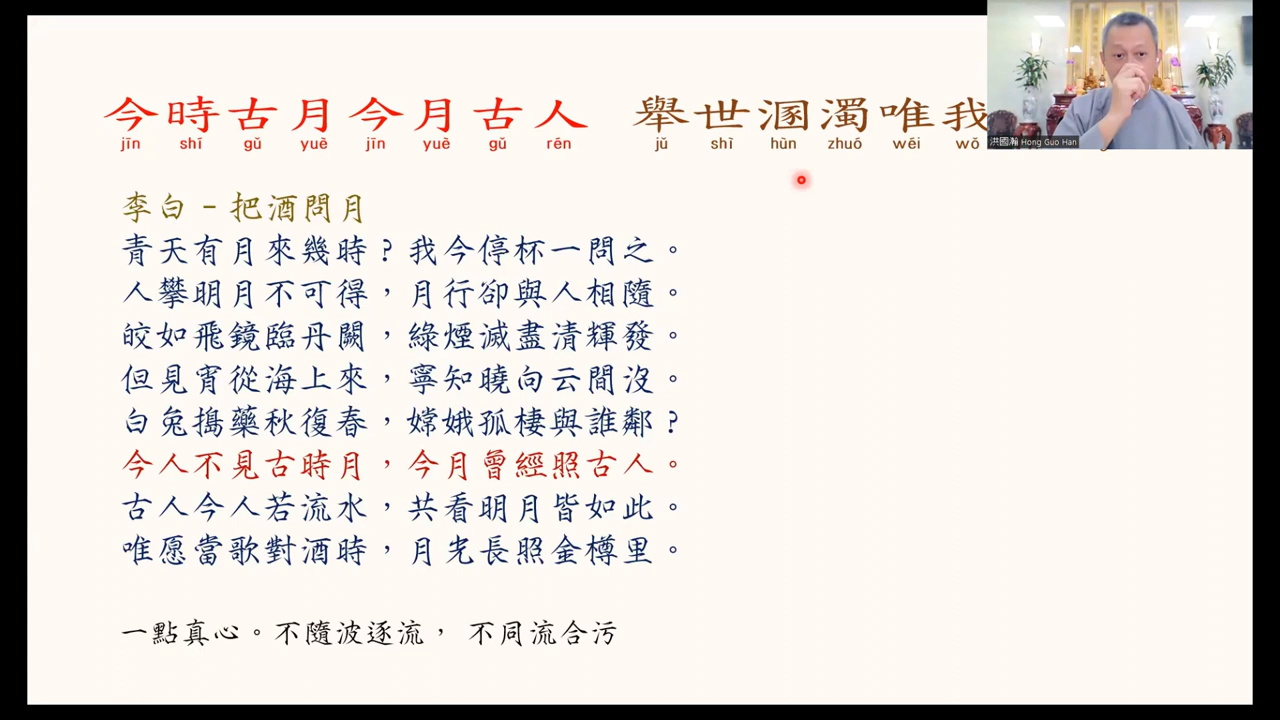 今時古月今月古人 舉世溷濁唯我
jīn shí gǔ yuè jīn yuè gǔ rén jǔ shì hùn zhuó wéi wǒ
洪國瀚 Hong Guo Han
李白 - 把酒問月
青天有月來幾時?我今停杯一問之。
人攀明月不可得,月行卻與人相隨。
皎如飛鏡臨丹闕,綠煙滅盡清輝發。
但見宵從海上來,寧知曉向云間沒。
白兔搗藥秋復春,嫦娥孤棲與誰鄰?
今人不見古時月,今月曾經照古人。
古人今人若流水,共看明月皆如此。
唯愿當歌對酒時,月光長照金樽里。
一點真心。不隨波逐流, 不同流合污